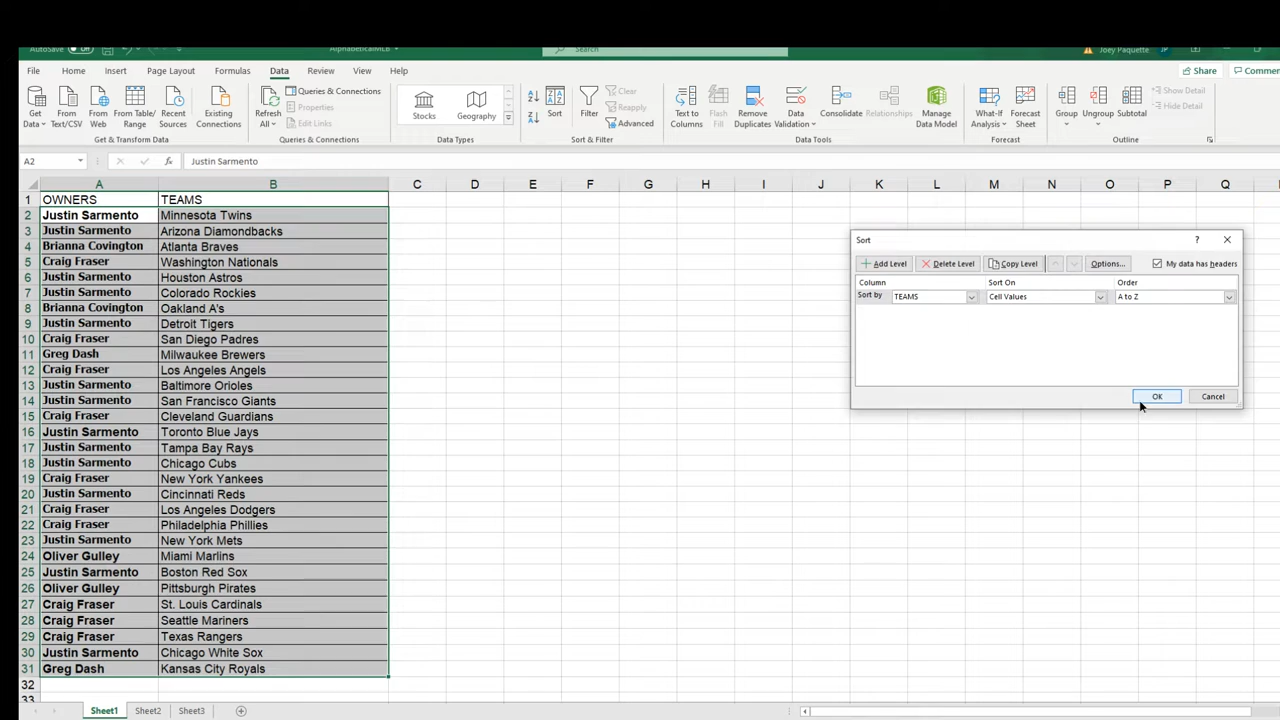 AutoSave Off AlphabeticalMLB Search Joey Paquette
File Home Insert Page Layout Formulas Data Review View Help Share Comments
Get Data From Text/CSV From Web From Table/Range Recent Sources Existing Connections
Refresh All Queries & Connections Properties Edit Links
Stocks Geography
Sort Filter Clear Reapply Advanced
Text to Columns Flash Fill Remove Duplicates Data Validation Consolidate Relationships Manage Data Model
What-If Analysis Forecast Sheet
Group Ungroup Subtotal Show Detail Hide Detail
Get & Transform Data Queries & Connections Data Types Sort & Filter Data Tools Forecast Outline
A2 fx Justin Sarmento
A B C D E F G H I J K L M N O P Q
1 OWNERS TEAMS
2 Justin Sarmento Minnesota Twins
3 Justin Sarmento Arizona Diamondbacks
4 Brianna Covington Atlanta Braves
5 Craig Fraser Washington Nationals
6 Justin Sarmento Houston Astros
7 Justin Sarmento Colorado Rockies
8 Brianna Covington Oakland A's
9 Justin Sarmento Detroit Tigers
10 Craig Fraser San Diego Padres
11 Greg Dash Milwaukee Brewers
12 Craig Fraser Los Angeles Angels
13 Justin Sarmento Baltimore Orioles
14 Justin Sarmento San Francisco Giants
15 Craig Fraser Cleveland Guardians
16 Justin Sarmento Toronto Blue Jays
17 Justin Sarmento Tampa Bay Rays
18 Justin Sarmento Chicago Cubs
19 Craig Fraser New York Yankees
20 Justin Sarmento Cincinnati Reds
21 Craig Fraser Los Angeles Dodgers
22 Craig Fraser Philadelphia Phillies
23 Justin Sarmento New York Mets
24 Oliver Gulley Miami Marlins
25 Justin Sarmento Boston Red Sox
26 Oliver Gulley Pittsburgh Pirates
27 Craig Fraser St. Louis Cardinals
28 Craig Fraser Seattle Mariners
29 Craig Fraser Texas Rangers
30 Justin Sarmento Chicago White Sox
31 Greg Dash Kansas City Royals
32
33
Sort ?
Add Level Delete Level Copy Level Options... My data has headers
Column Sort On Order
Sort by TEAMS Cell Values A to Z
OK Cancel
Sheet1 Sheet2 Sheet3